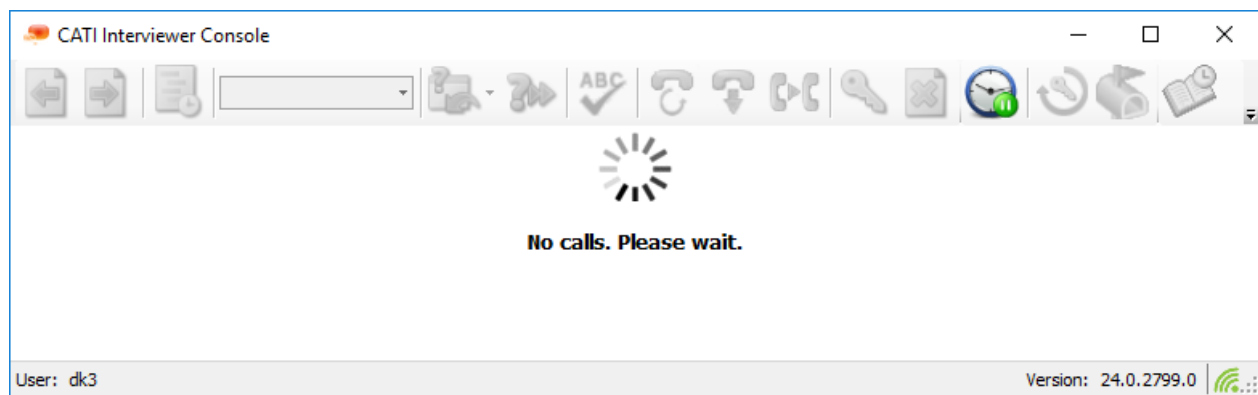 CATI Interviewer Console
ABC
No calls. Please wait.
User: dk3
Version: 24.0.2799.0